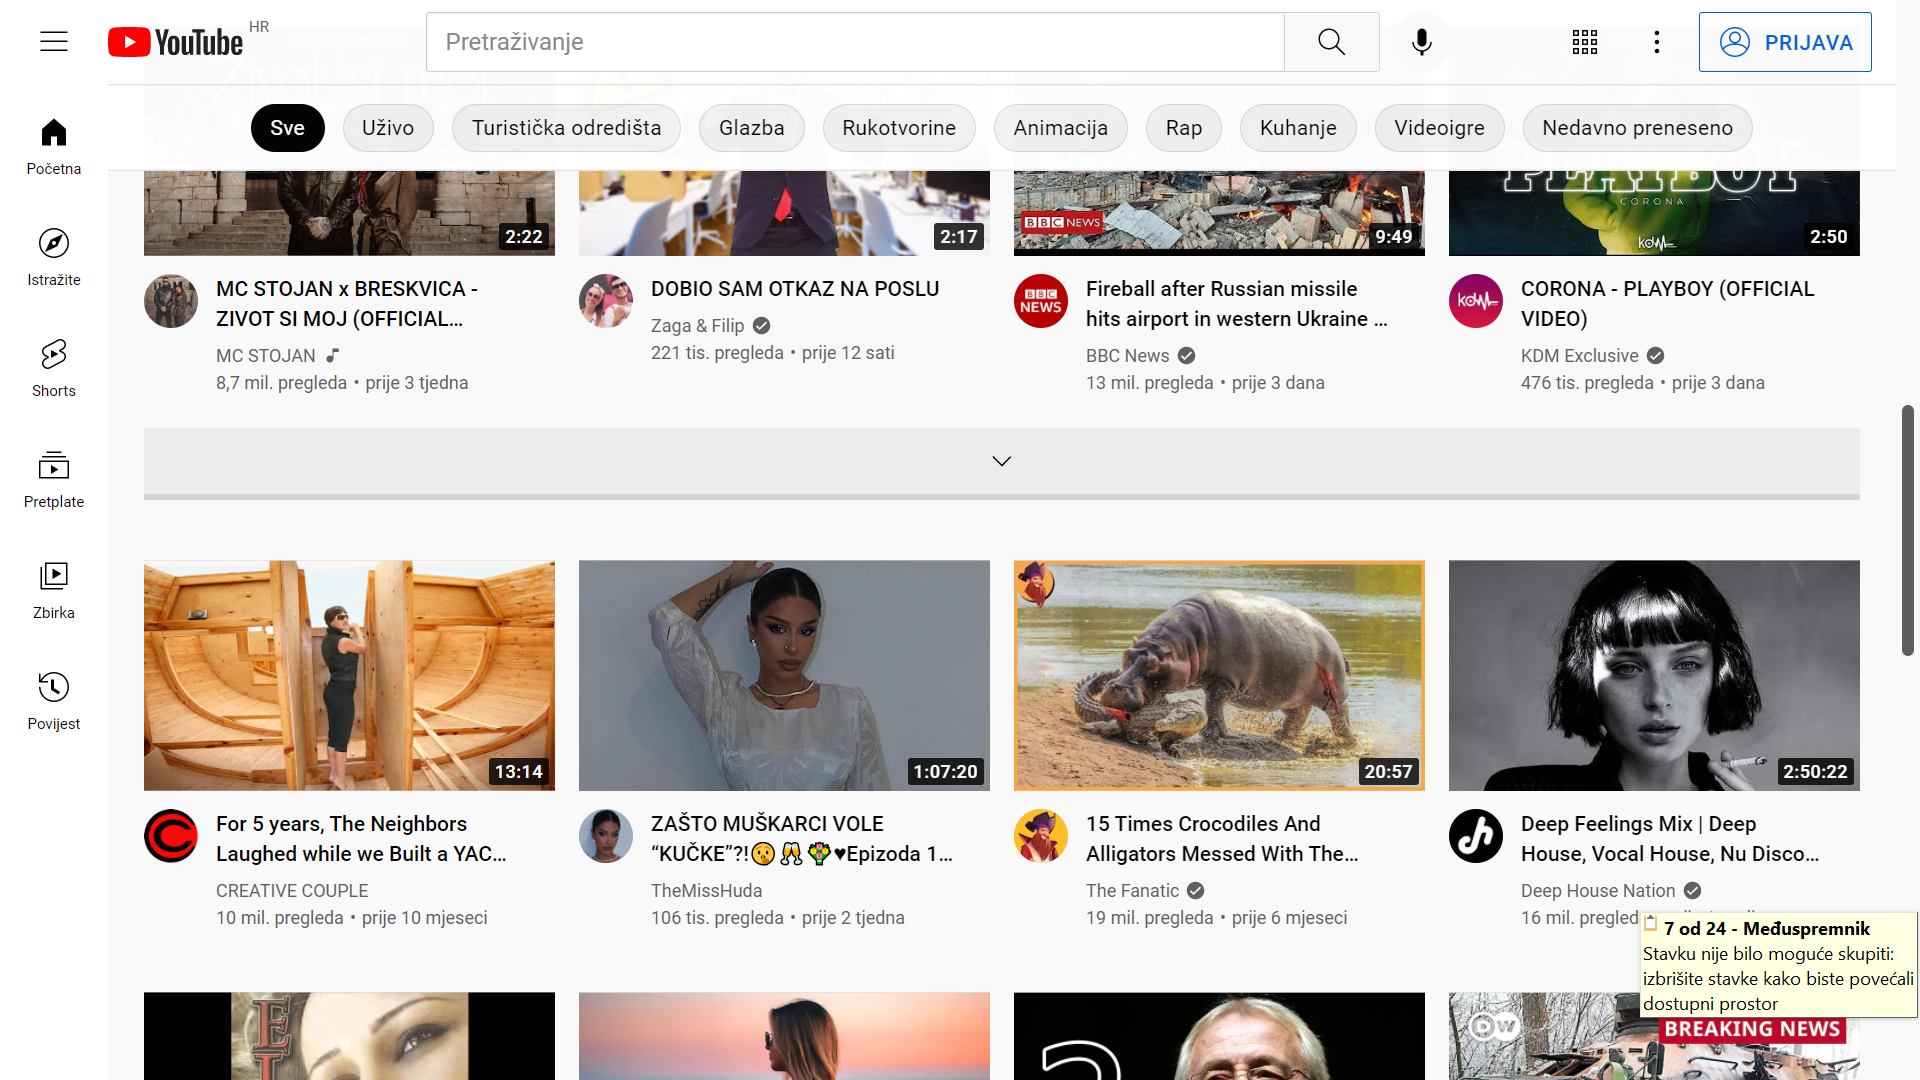 YouTube HR
Pretraživanje
PRIJAVA
Sve
Uživo
Turistička odredišta
Glazba
Rukotvorine
Animacija
Rap
Kuhanje
Videoigre
Nedavno preneseno
Početna
Istražite
Shorts
Pretplate
Zbirka
Povijest
2:22
MC STOJAN x BRESKVICA -
ZIVOT SI MOJ (OFFICIAL...
MC STOJAN
8,7 mil. pregleda • prije 3 tjedna
2:17
DOBIO SAM OTKAZ NA POSLU
Zaga & Filip
221 tis. pregleda • prije 12 sati
BBC NEWS
9:49
BBC NEWS
Fireball after Russian missile
hits airport in western Ukraine ...
BBC News
13 mil. pregleda • prije 3 dana
PLAYBOY
CORONA
kdm
2:50
kdm
CORONA - PLAYBOY (OFFICIAL
VIDEO)
KDM Exclusive
476 tis. pregleda • prije 3 dana
13:14
For 5 years, The Neighbors
Laughed while we Built a YAC...
CREATIVE COUPLE
10 mil. pregleda • prije 10 mjeseci
1:07:20
ZAŠTO MUŠKARCI VOLE
“KUČKE”?!🤫🥂💐♥Epizoda 1...
TheMissHuda
106 tis. pregleda • prije 2 tjedna
20:57
15 Times Crocodiles And
Alligators Messed With The...
The Fanatic
19 mil. pregleda • prije 6 mjeseci
2:50:22
Deep Feelings Mix | Deep
House, Vocal House, Nu Disco...
Deep House Nation
16 mil.
7 od 24 - Međuspremnik
Stavku nije bilo moguće skupiti:
izbrišite stavke kako biste povećali
dostupni prostor
DW
BREAKING NEWS